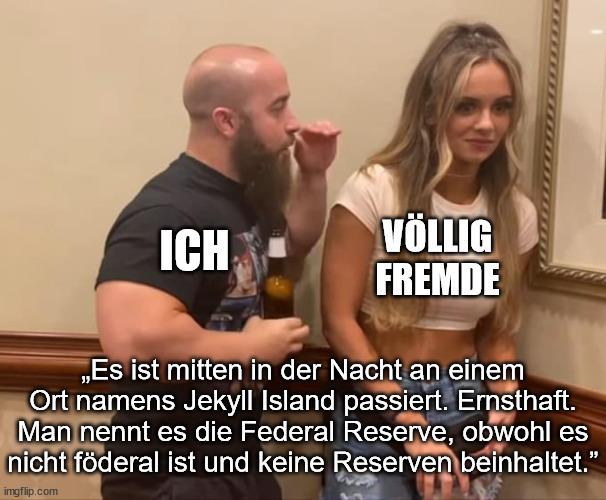 ICH
VÖLLIG
FREMDE
„Es ist mitten in der Nacht an einem
Ort namens Jekyll Island passiert. Ernsthaft.
Man nennt es die Federal Reserve, obwohl es
nicht föderal ist und keine Reserven beinhaltet.”
imgflip.com